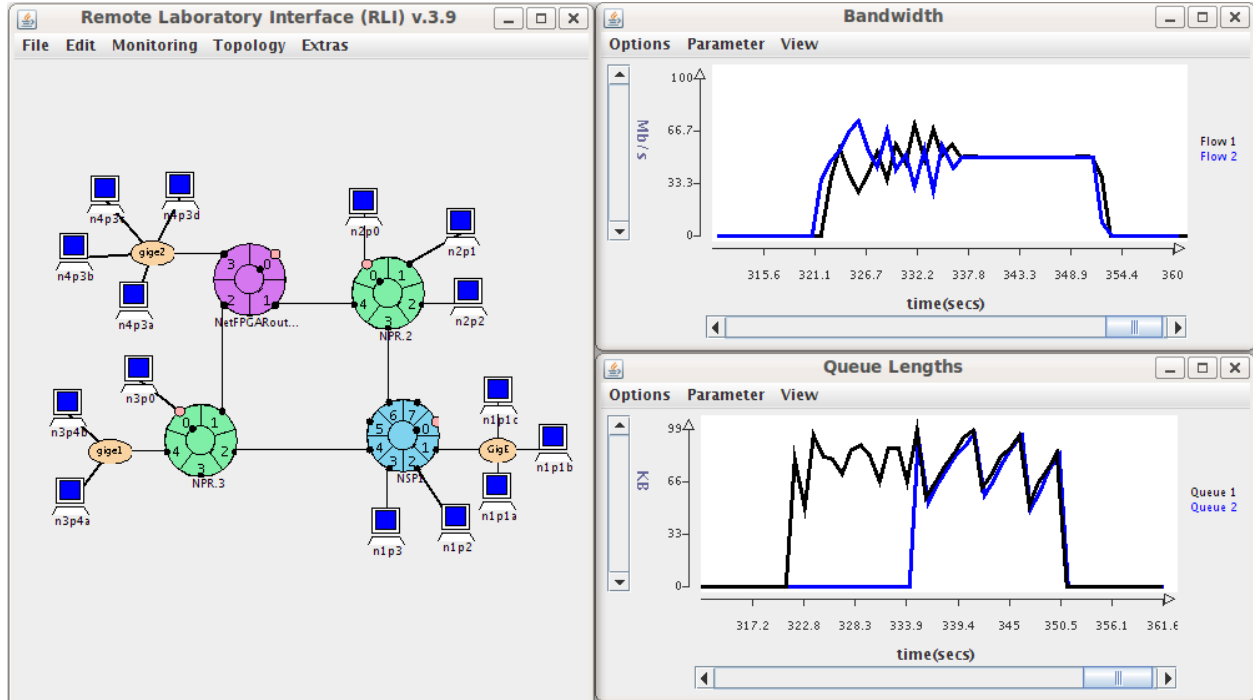 Remote Laboratory Interface (RLI) v.3.9
File Edit Monitoring Topology Extras
n4p3c
n4p3d
n4p3b
gige2
n4p3a
n2p0
n2p1
n2p2
3 0
2 1
NetFPGARout...
0 1
4 2
3
NPR.2
n3p0
n3p4b
gige1
n3p4a
0 1
4 2
3
NPR.3
6 7
5 0
4 1
3 2
n1p1c
GigE
n1p1b
n1p1a
n1p3
n1p2
Bandwidth
Options Parameter View
Mb/s
100
66.7
33.3
0
315.6 321.1 326.7 332.2 337.8 343.3 348.9 354.4 360
time(secs)
Flow 1
Flow 2
Queue Lengths
Options Parameter View
KB
99
66
33
0
317.2 322.8 328.3 333.9 339.4 345 350.5 356.1 361.6
time(secs)
Queue 1
Queue 2